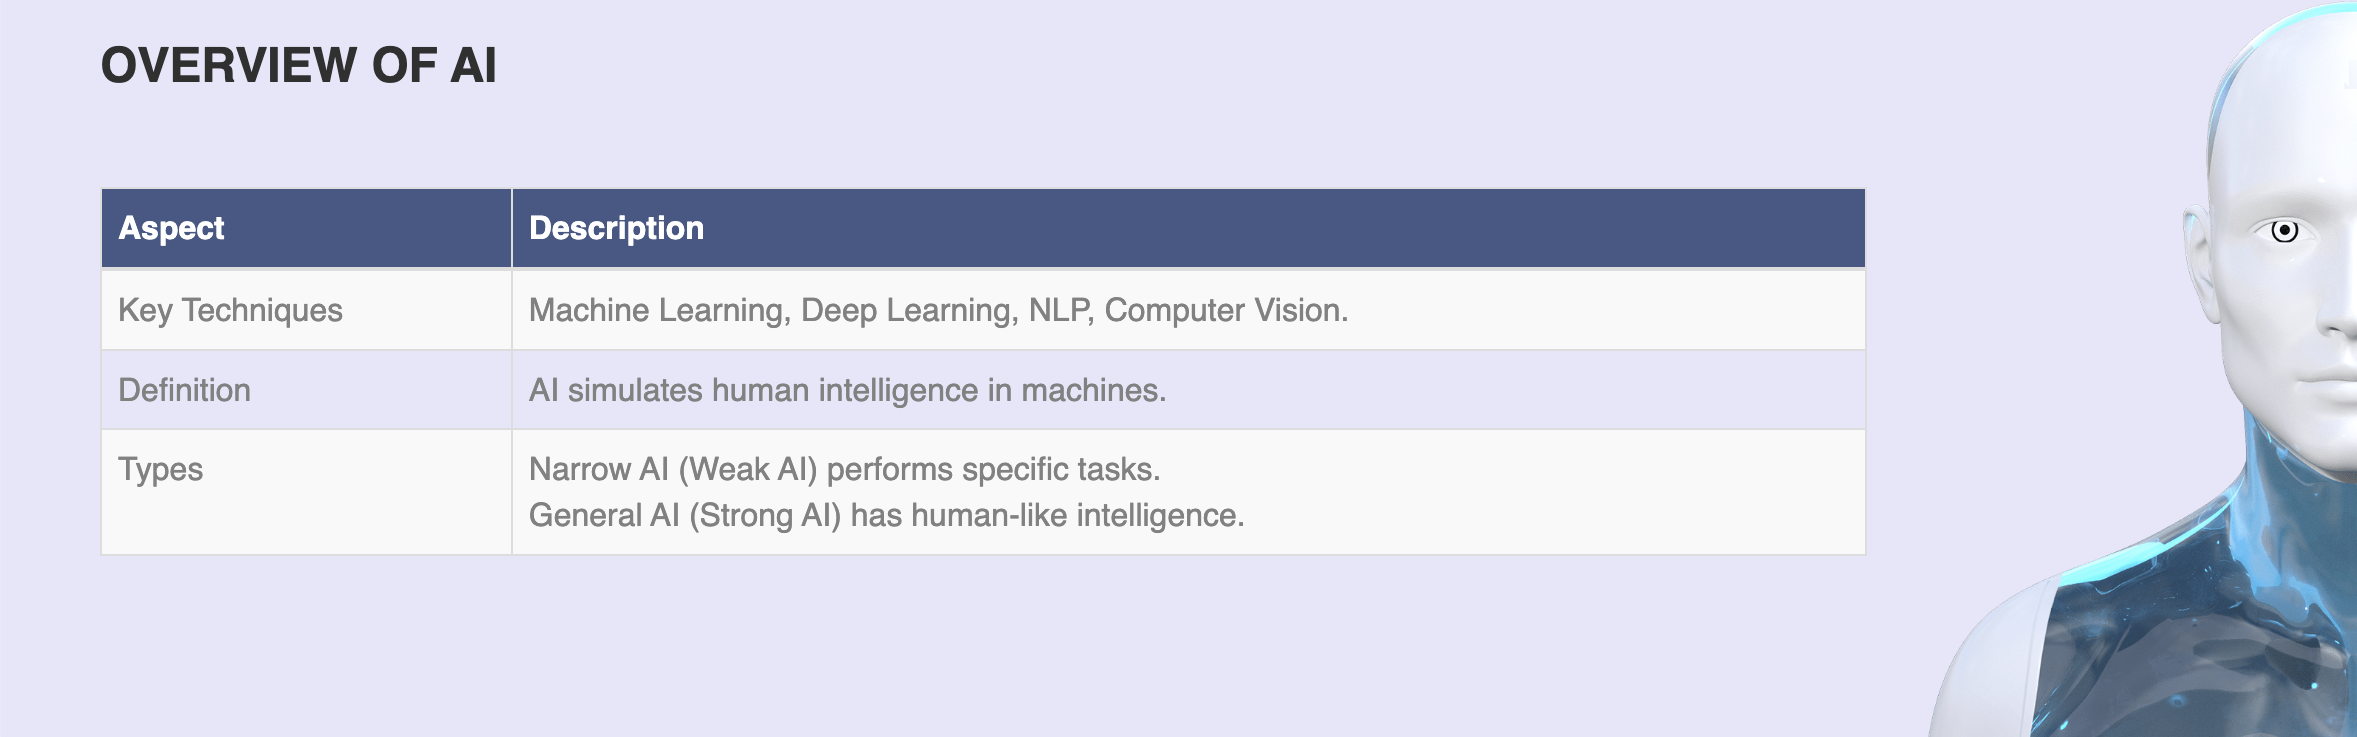 OVERVIEW OF AI
Aspect Description
Key Techniques Machine Learning, Deep Learning, NLP, Computer Vision.
Definition AI simulates human intelligence in machines.
Types Narrow AI (Weak AI) performs specific tasks.
General AI (Strong AI) has human-like intelligence.